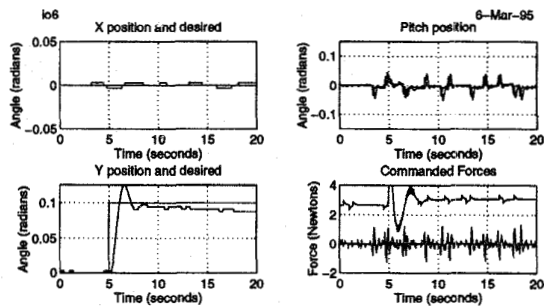 io6
6-Mar-95
X position and desired
Pitch position
Angle (radians)
0.05
0
-0.05
0 5 10 15 20
Time (seconds)
Angle (radians)
0.1
0
-0.1
0 5 10 15 20
Time (seconds)
Y position and desired
Commanded Forces
Angle (radians)
0.1
0.05
0
0 5 10 15 20
Time (seconds)
Force (Newtons)
4
2
0
-2
0 5 10 15 20
Time (seconds)